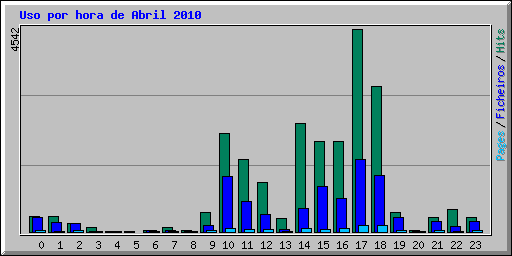 Uso por hora de Abril 2010
4542
Pages / Ficheiros / Hits
0 1 2 3 4 5 6 7 8 9 10 11 12 13 14 15 16 17 18 19 20 21 22 23